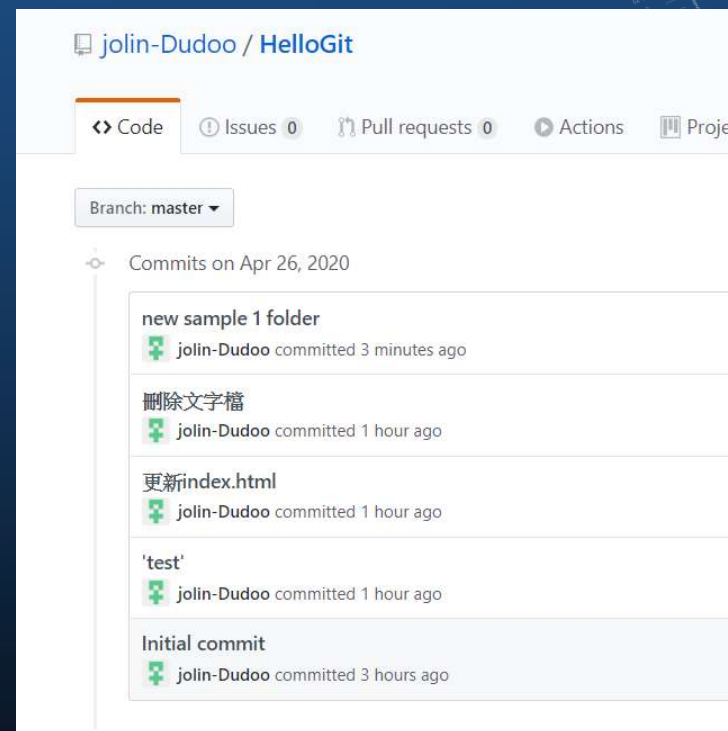 jolin-Dudoo / HelloGit
Code Issues 0 Pull requests 0 Actions Proje
Branch: master
Commits on Apr 26, 2020
new sample 1 folder
jolin-Dudoo committed 3 minutes ago
刪除文字檔
jolin-Dudoo committed 1 hour ago
更新index.html
jolin-Dudoo committed 1 hour ago
'test'
jolin-Dudoo committed 1 hour ago
Initial commit
jolin-Dudoo committed 3 hours ago